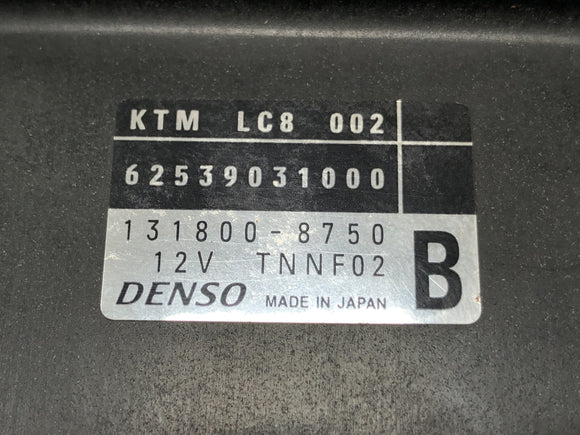 KTM LC8 002
62539031000
131800-8750
12V TNNF02
B
DENSO MADE IN JAPAN